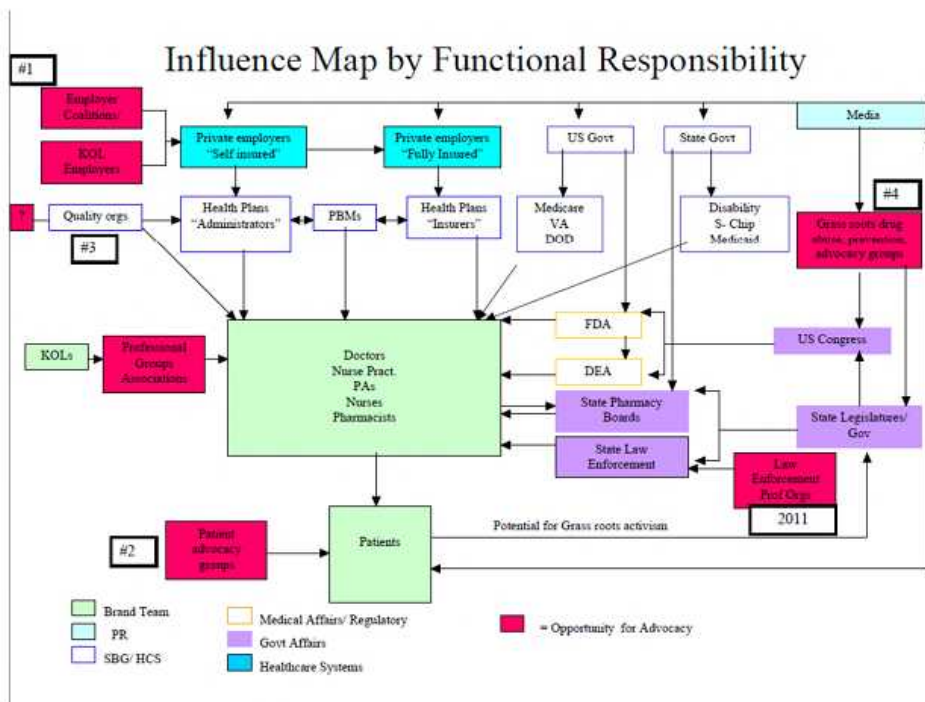 Influence Map by Functional Responsibility
#1
Employer
Coalitions/
KOL
Employers
Private employers
"Self insured"
Private employers
"Fully Insured"
US Govt
State Govt
Media
#4
?
Quality orgs
#3
Health Plans
"Administrators"
PBMs
Health Plans
"Insurers"
Medicare
VA
DOD
Disability
S- Chip
Medicaid
Grass roots drug
abuse, prevention,
advocacy groups
KOLs
Professional
Groups
Associations
Doctors
Nurse Pract.
PAs
Nurses
Pharmacists
FDA
DEA
US Congress
State Pharmacy
Boards
State Legislatures/
Gov
State Law
Enforcement
Law
Enforcement
Prof Orgs
2011
#2
Patient
advocacy
groups
Patients
Potential for Grass roots activism
Brand Team
PR
SBG/ HCS
Medical Affairs/ Regulatory
Govt Affairs
Healthcare Systems
= Opportunity for Advocacy